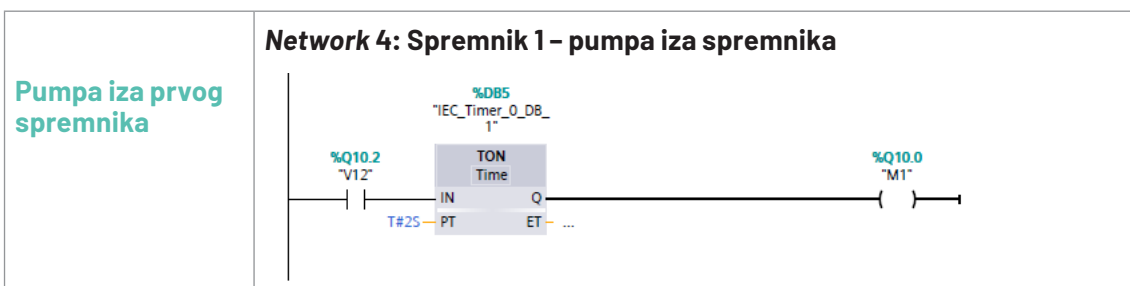 Network 4: Spremnik 1 – pumpa iza spremnika
Pumpa iza prvog
spremnika
%DB5
"IEC_Timer_0_DB_
1"
%Q10.2
"V12"
TON
Time
%Q10.0
"M1"
IN Q
T#2S PT ET ...